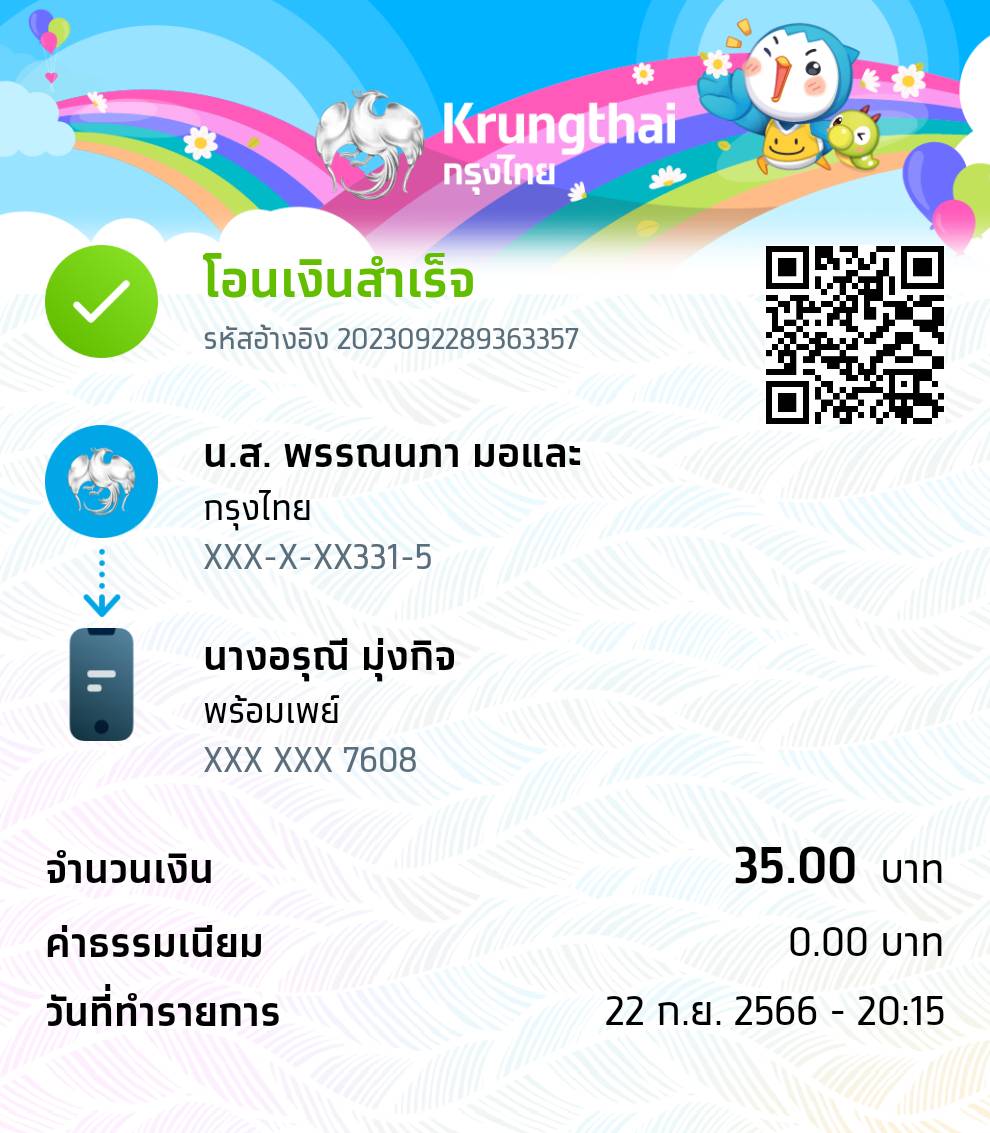 Krungthai
กรุงไทย
โอนเงินสำเร็จ
รหัสอ้างอิง 2023092289363357
น.ส. พรรณนภา มอและ
กรุงไทย
XXX-X-XX331-5
นางอรุณี มุ่งกิจ
พร้อมเพย์
XXX XXX 7608
จำนวนเงิน 35.00 บาท
ค่าธรรมเนียม 0.00 บาท
วันที่ทำรายการ 22 ก.ย. 2566 - 20:15